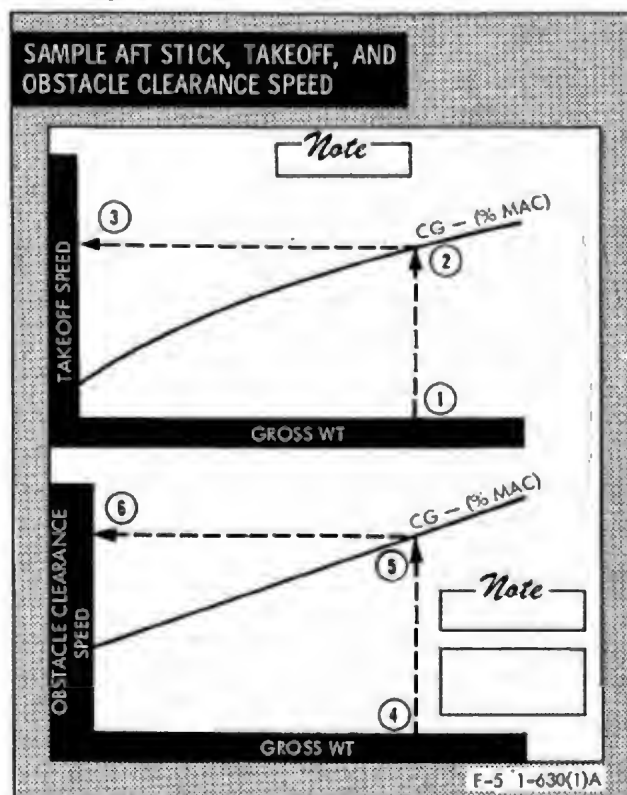 SAMPLE AFT STICK, TAKEOFF, AND
OBSTACLE CLEARANCE SPEED
Note
3
CG – (% MAC)
2
TAKEOFF SPEED
1
GROSS WT
6
CG – (% MAC)
5
OBSTACLE CLEARANCE
SPEED
Note
4
GROSS WT
F-5 1-630(1)A